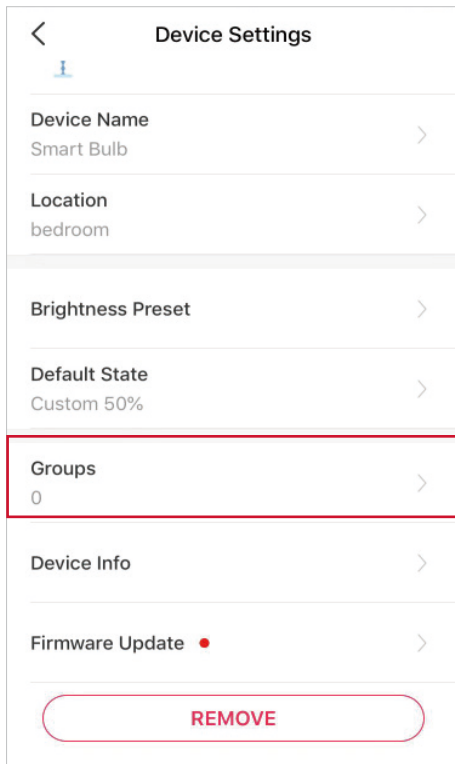 Device Settings
Device Name
Smart Bulb
Location
bedroom
Brightness Preset
Default State
Custom 50%
Groups
0
Device Info
Firmware Update
REMOVE